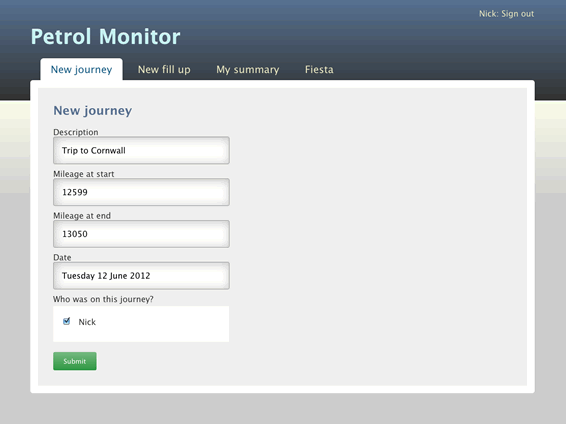 Nick: Sign out
Petrol Monitor
New journey New fill up My summary Fiesta
New journey
Description
Trip to Cornwall
Mileage at start
12599
Mileage at end
13050
Date
Tuesday 12 June 2012
Who was on this journey?
Nick
Submit